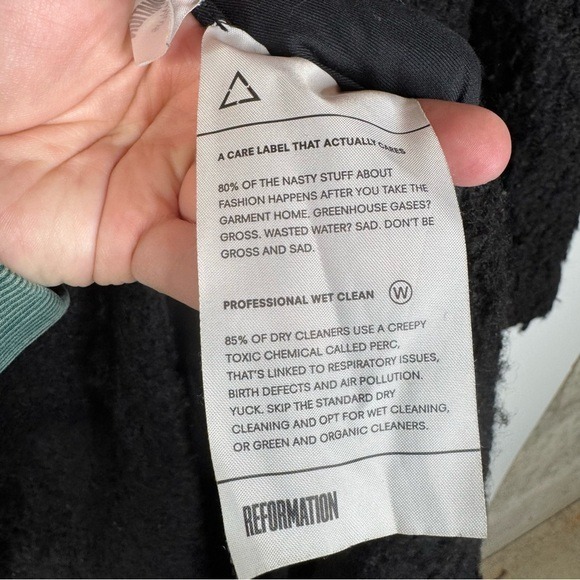 A CARE LABEL THAT ACTUALLY CARES
80% OF THE NASTY STUFF ABOUT
FASHION HAPPENS AFTER YOU TAKE THE
GARMENT HOME. GREENHOUSE GASES?
GROSS. WASTED WATER? SAD. DON'T BE
GROSS AND SAD.
PROFESSIONAL WET CLEAN W
85% OF DRY CLEANERS USE A CREEPY
TOXIC CHEMICAL CALLED PERC.
THAT'S LINKED TO RESPIRATORY ISSUES,
BIRTH DEFECTS AND AIR POLLUTION.
YUCK. SKIP THE STANDARD DRY
CLEANING AND OPT FOR WET CLEANING,
OR GREEN AND ORGANIC CLEANERS.
REFORMATION